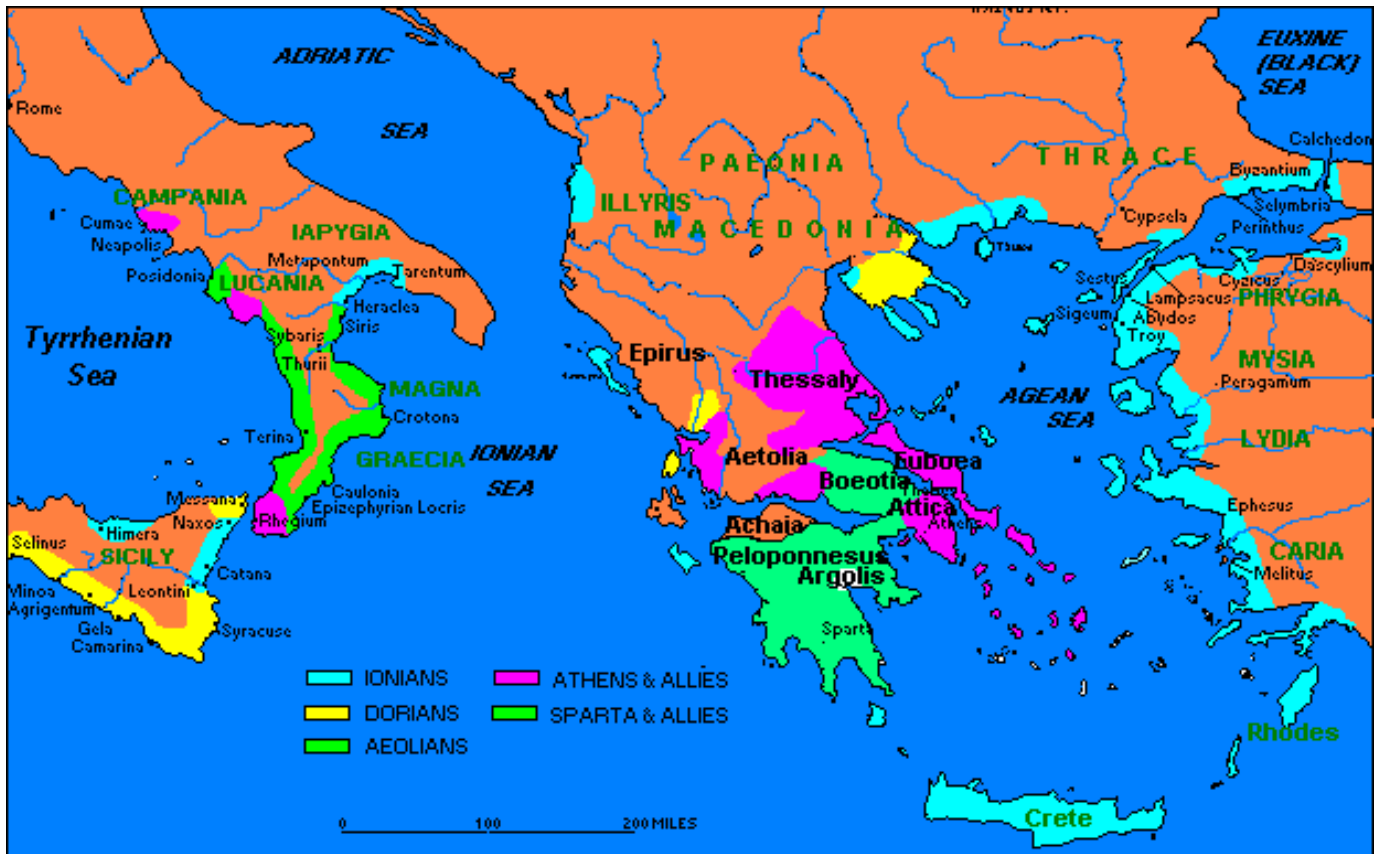 ADRIATIC
SEA
EUXINE
(BLACK)
SEA
Rome
Calchedon
PAEONIA
THRACE
Byzantium
CAMPANIA
ILLYRIS
Selymbria
Cumae
Cypsela
Perinthus
Neapolis
IAPYGIA
MACEDONIA
Metapontum
Tarentum
Dascylium
Posidonia
LUCANIA
Sestus
Cyzicus
Heraclea
Lampsacus
PHRYGIA
Siris
Sigeum
Abydos
Tyrrhenian
Sea
Sybaris
Troy
Thurii
Epirus
MYSIA
Thessaly
Peragamum
MAGNA
AGEAN
SEA
Crotona
Terina
LYDIA
GRAECIA
IONIAN
SEA
Aetolia
Euboea
Boeotia
Caulonia
Messana
Epizephyrian Locris
Attica
Ephesus
Naxos
Rhegium
Achaia
Athens
Himera
Selinus
SICILY
Peloponnesus
CARIA
Catana
Argolis
Melitus
Minoa
Leontini
Agrigentum
Gela
Syracuse
Sparta
Camarina
IONIANS
ATHENS & ALLIES
DORIANS
SPARTA & ALLIES
AEOLIANS
Rhodes
0 100 200 MILES
Crete